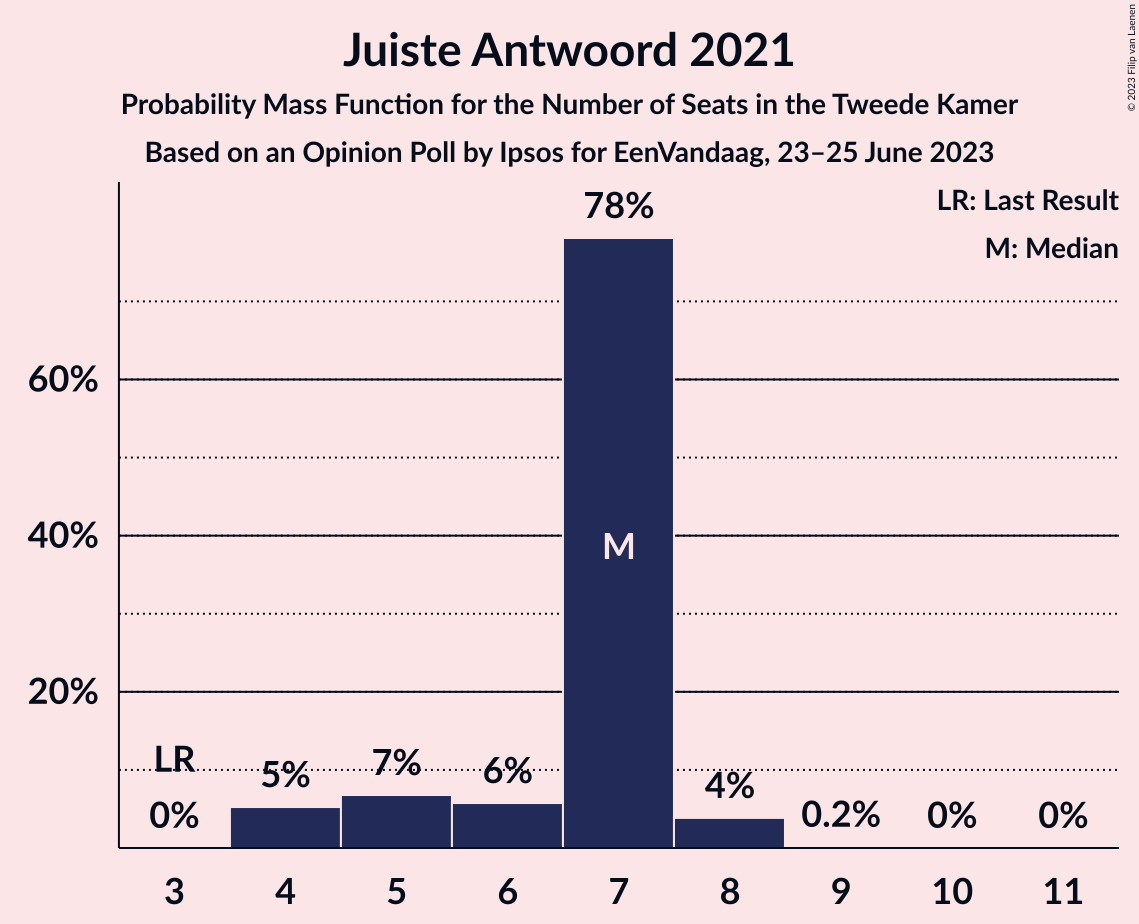 Juiste Antwoord 2021
Probability Mass Function for the Number of Seats in the Tweede Kamer
Based on an Opinion Poll by Ipsos for EenVandaag, 23–25 June 2023
© 2023 Filip van Laenen
LR: Last Result
M: Median
78%
60%
40%
M
20%
LR
0%
5%
7%
6%
4%
0.2%
0%
0%
3 4 5 6 7 8 9 10 11